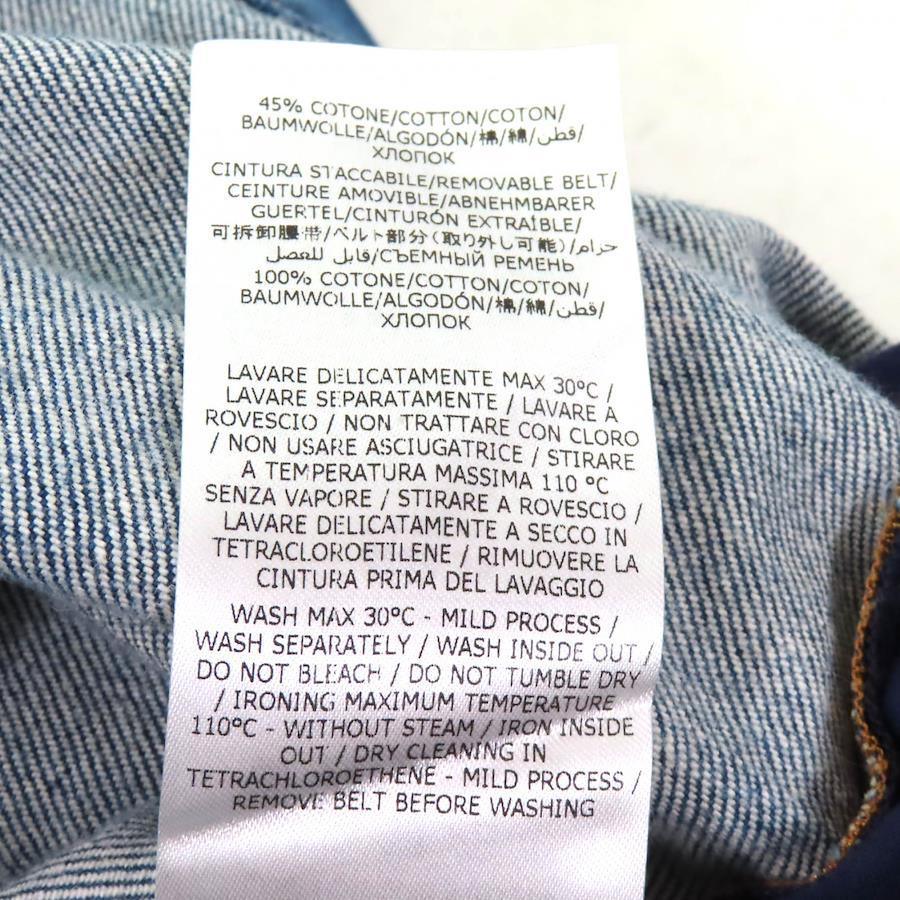 45% COTONE/COTTON/COTON/
BAUMWOLLE/ALGODÓN/棉/綿/قطن/
ХЛОПОК
CINTURA STACCABILE/REMOVABLE BELT/
CEINTURE AMOVIBLE/ABNEHMBARER
GUERTEL/CINTURÓN EXTRAÍBLE/
可拆卸腰带/ベルト部分(取り外し可能)/حزام
قابل للفصل/СЪЕМНЫЙ РЕМЕНЬ
100% COTONE/COTTON/COTON/
BAUMWOLLE/ALGODÓN/棉/綿/قطن/
ХЛОПОК
LAVARE DELICATAMENTE MAX 30°C /
LAVARE SEPARATAMENTE / LAVARE A
ROVESCIO / NON TRATTARE CON CLORO
/ NON USARE ASCIUGATRICE / STIRARE
A TEMPERATURA MASSIMA 110 °C
SENZA VAPORE / STIRARE A ROVESCIO /
LAVARE DELICATAMENTE A SECCO IN
TETRACLOROETILENE / RIMUOVERE LA
CINTURA PRIMA DEL LAVAGGIO
WASH MAX 30°C - MILD PROCESS /
WASH SEPARATELY / WASH INSIDE OUT /
DO NOT BLEACH / DO NOT TUMBLE DRY
/ IRONING MAXIMUM TEMPERATURE
110°C - WITHOUT STEAM / IRON INSIDE
OUT / DRY CLEANING IN
TETRACHLOROETHENE - MILD PROCESS /
REMOVE BELT BEFORE WASHING